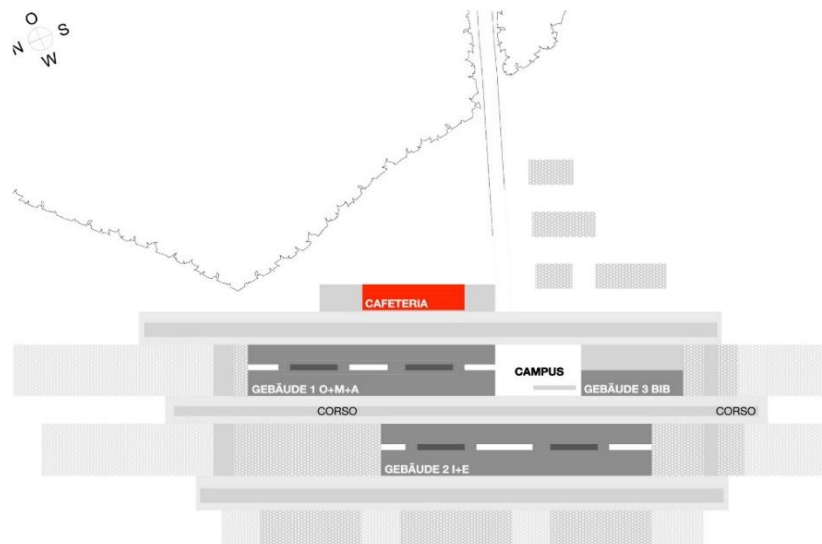 O
S
N
W
CAFETERIA
CAMPUS
GEBÄUDE 1 O+M+A
GEBÄUDE 3 BIB
CORSO
CORSO
GEBÄUDE 2 I+E